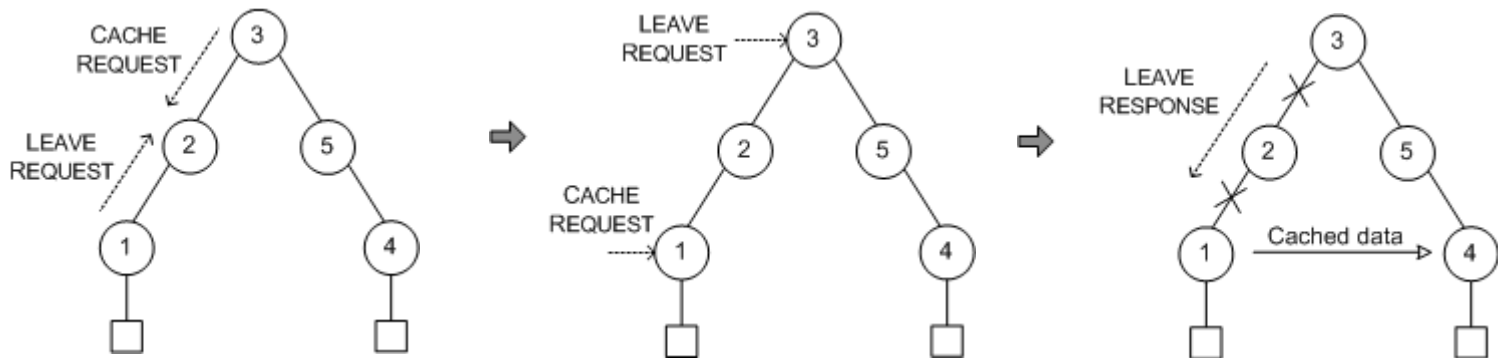 CACHE
REQUEST
3
LEAVE
REQUEST
2
5
1
4
LEAVE
REQUEST
3
2
5
CACHE
REQUEST
1
4
3
LEAVE
RESPONSE
2
5
1
Cached data
4